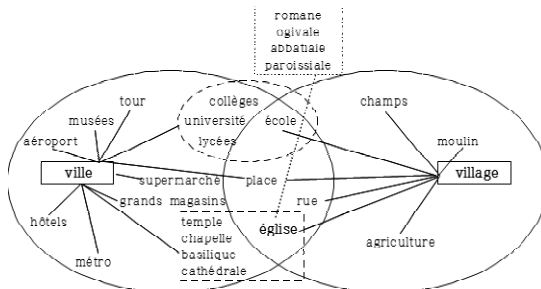 romane
ogivale
abbatiale
paroissiale
tour
collèges
champs
musées
université
école
aéroport
lycées
moulin
ville
supermarché
place
village
grands magasins
rue
hôtels
temple
église
chapelle
agriculture
basilique
métro
cathédrale